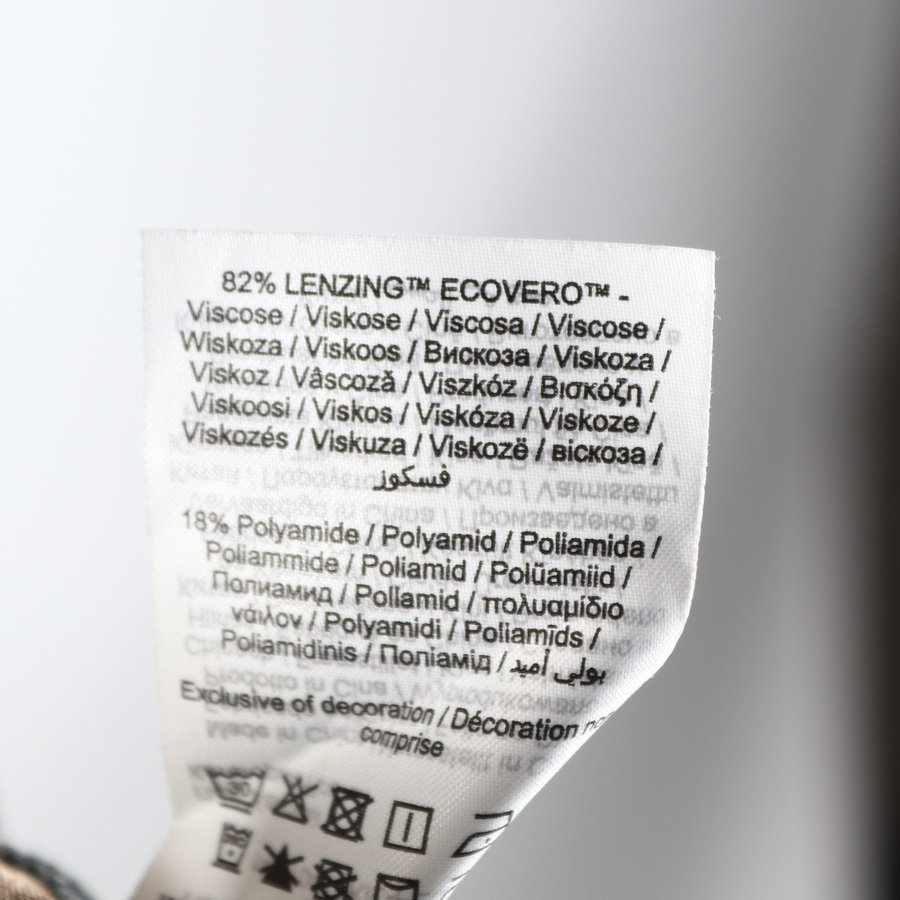 82% LENZING™ ECOVERO™ -
Viscose / Viskose / Viscosa / Viscose /
Wiskoza / Viskoos / Вискоза / Viskoza /
Viskoz / Vâscoză / Viszkóz / Βισκόζη /
Viskoosi / Viskos / Viskóza / Viskoze /
Viskozés / Viskuza / Viskozë / віскоза /
فسكوز
18% Polyamide / Polyamid / Poliamida /
Poliammide / Poliamid / Polüamiid /
Полиамид / Polîamid / πολυαμίδιο
νάιλον / Polyamidi / Poliamīds /
Poliamidinis / Поліамід / بولي أميد
Exclusive of decoration / Décoration
comprise